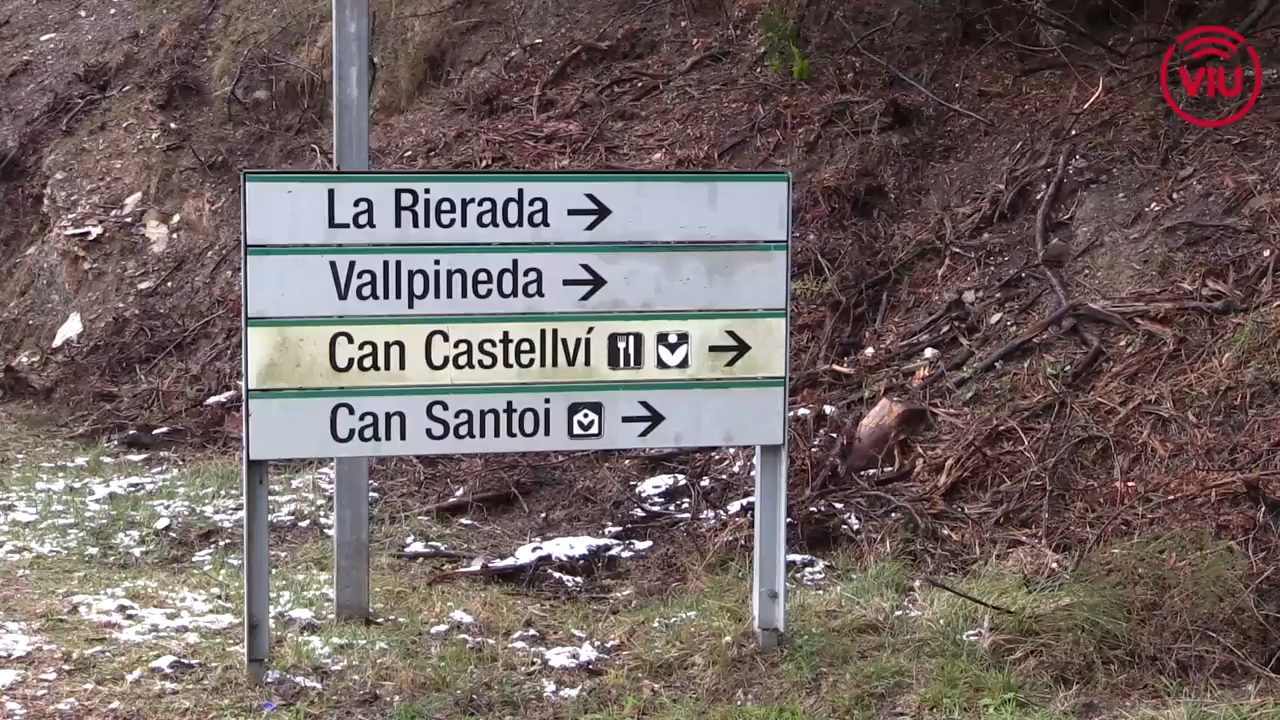 VIU
La Rierada →
Vallpineda →
Can Castellví →
Can Santoi →